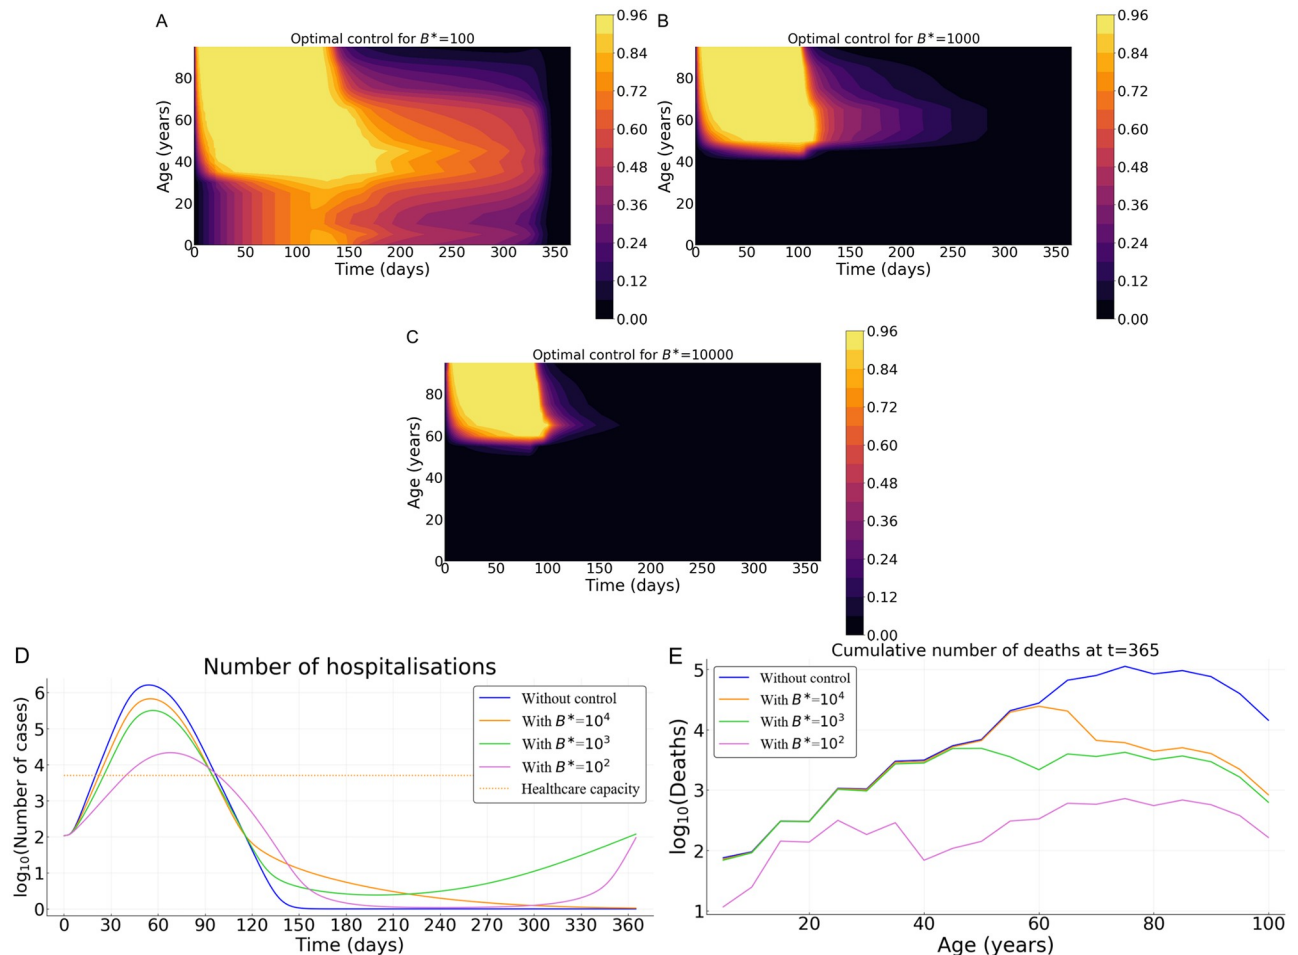 A
Optimal control for B*=100
Age (years)
80
60
40
20
0
0 50 100 150 200 250 300 350
Time (days)
0.96
0.84
0.72
0.60
0.48
0.36
0.24
0.12
0.00
B
Optimal control for B*=1000
Age (years)
80
60
40
20
0
0 50 100 150 200 250 300 350
Time (days)
0.96
0.84
0.72
0.60
0.48
0.36
0.24
0.12
0.00
C
Optimal control for B*=10000
Age (years)
80
60
40
20
0
0 50 100 150 200 250 300 350
Time (days)
0.96
0.84
0.72
0.60
0.48
0.36
0.24
0.12
0.00
D
Number of hospitalisations
log₁₀(Number of cases)
6
5
4
3
2
1
0
Without control
With B*=10⁴
With B*=10³
With B*=10²
Healthcare capacity
0 30 60 90 120 150 180 210 240 270 300 330 360
Time (days)
E
Cumulative number of deaths at t=365
log₁₀(Deaths)
5
4
3
2
1
Without control
With B*=10⁴
With B*=10³
With B*=10²
20 40 60 80 100
Age (years)